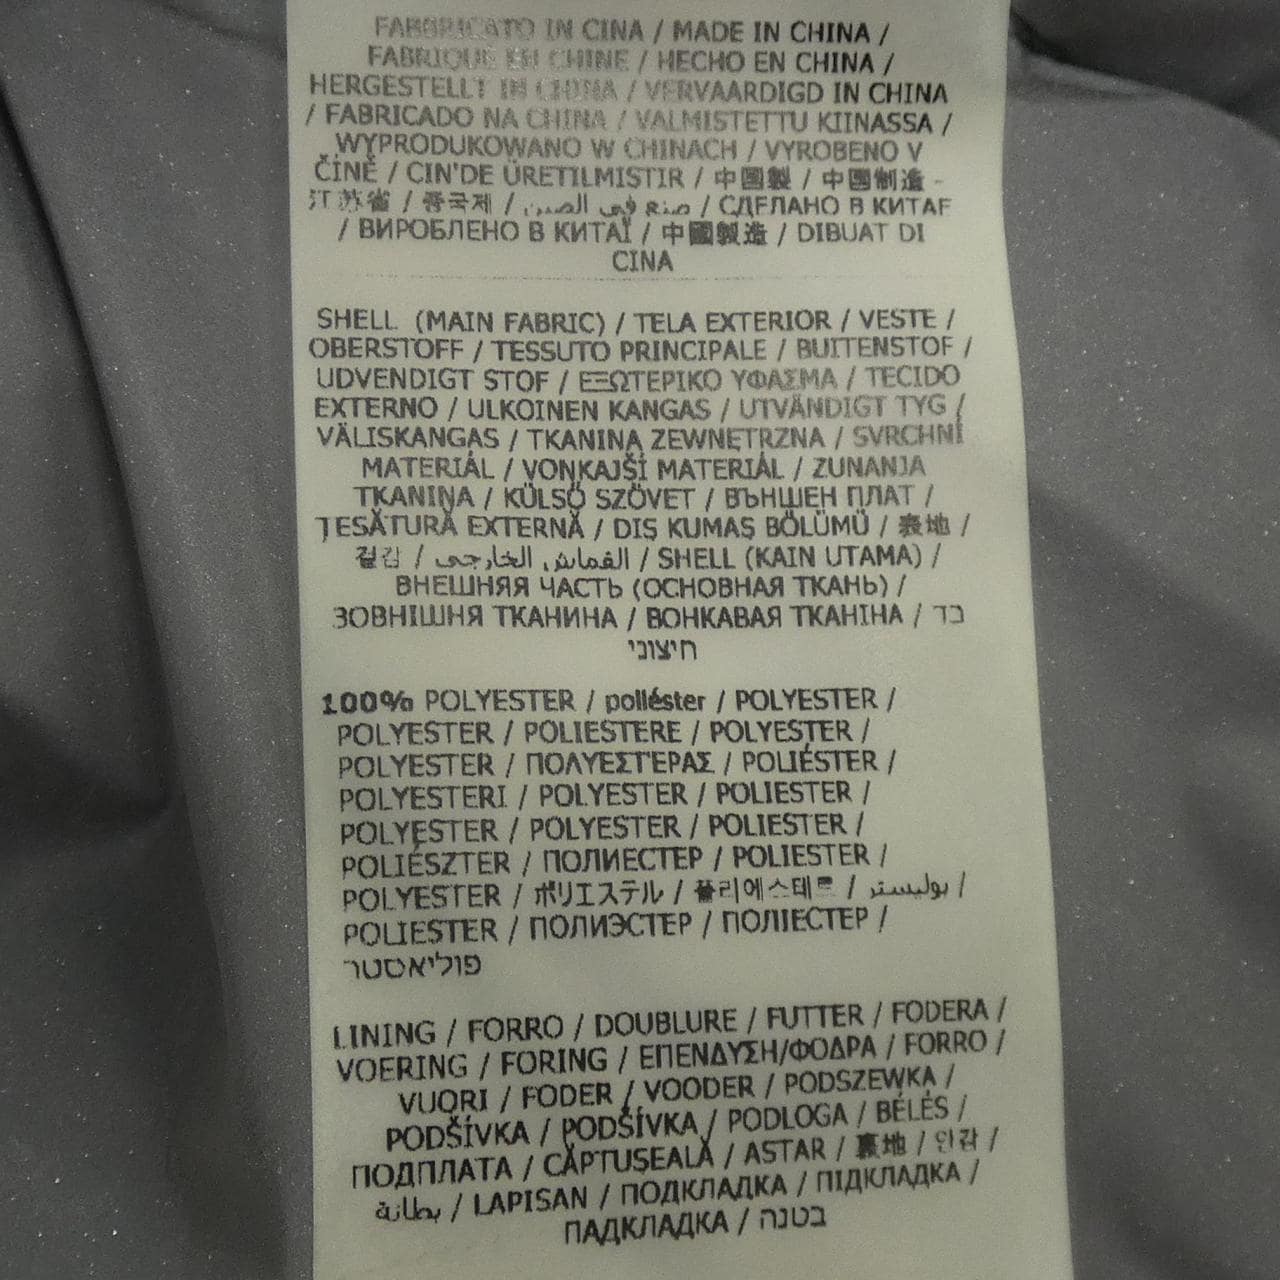 FABBRICATO IN CINA / MADE IN CHINA /
FABRIQUE EN CHINE / HECHO EN CHINA /
HERGESTELLT IN CHINA / VERVAARDIGD IN CHINA
/ FABRICADO NA CHINA / VALMISTETTU KIINASSA /
WYPRODUKOWANO W CHINACH / VYROBENO V
ČÍNĚ / CIN'DE ÜRETILMISTIR / 中國製 / 中國制造 -
江苏省 / 중국제 / صنع في الصين / СДЕЛАНО В КИТАЕ
/ ВИРОБЛЕНО В КИТАЇ / 中國製造 / DIBUAT DI
CINA
SHELL (MAIN FABRIC) / TELA EXTERIOR / VESTE /
OBERSTOFF / TESSUTO PRINCIPALE / BUITENSTOF /
UDVENDIGT STOF / ΕΞΩΤΕΡΙΚΟ ΥΦΑΣΜΑ / TECIDO
EXTERNO / ULKOINEN KANGAS / UTVÄNDIGT TYG /
VÄLISKANGAS / TKANINA ZEWNĘTRZNA / SVRCHNÍ
MATERIÁL / VONKAJŠÍ MATERIÁL / ZUNANJA
TKANINA / KÜLSŐ SZÖVET / ВЪНШЕН ПЛАТ /
ȚESĂTURĂ EXTERNĂ / DIŞ KUMAŞ BÖLÜMÜ / 表地 /
겉감 / القماش الخارجي / SHELL (KAIN UTAMA) /
ВНЕШНЯЯ ЧАСТЬ (ОСНОВНАЯ ТКАНЬ) /
ЗОВНІШНЯ ТКАНИНА / ВОНКАВАЯ ТКАНІНА / בד
חיצוני
100% POLYESTER / poliéster / POLYESTER /
POLYESTER / POLIESTERE / POLYESTER /
POLYESTER / ΠΟΛΥΕΣΤΕΡΑΣ / POLIÉSTER /
POLYESTERI / POLYESTER / POLIESTER /
POLYESTER / POLYESTER / POLIESTER /
POLIÉSZTER / ПОЛИЕСТЕР / POLIESTER /
POLYESTER / ポリエステル / 폴리에스테르 / بوليستر /
POLIESTER / ПОЛИЭСТЕР / ПОЛІЕСТЕР /
פוליאסטר
LINING / FORRO / DOUBLURE / FUTTER / FODERA /
VOERING / FORING / ΕΠΕΝΔΥΣΗ/ΦΟΔΡΑ / FORRO /
VUORI / FODER / VOODER / PODSZEWKA /
PODŠÍVKA / PODŠÍVKA / PODLOGA / BÉLÉS /
ПОДПЛАТА / CĂPTUȘEALĂ / ASTAR / 裏地 / 안감 /
بطانة / LAPISAN / ПОДКЛАДКА / ПІДКЛАДКА /
ПАДКЛАДКА / בטנה